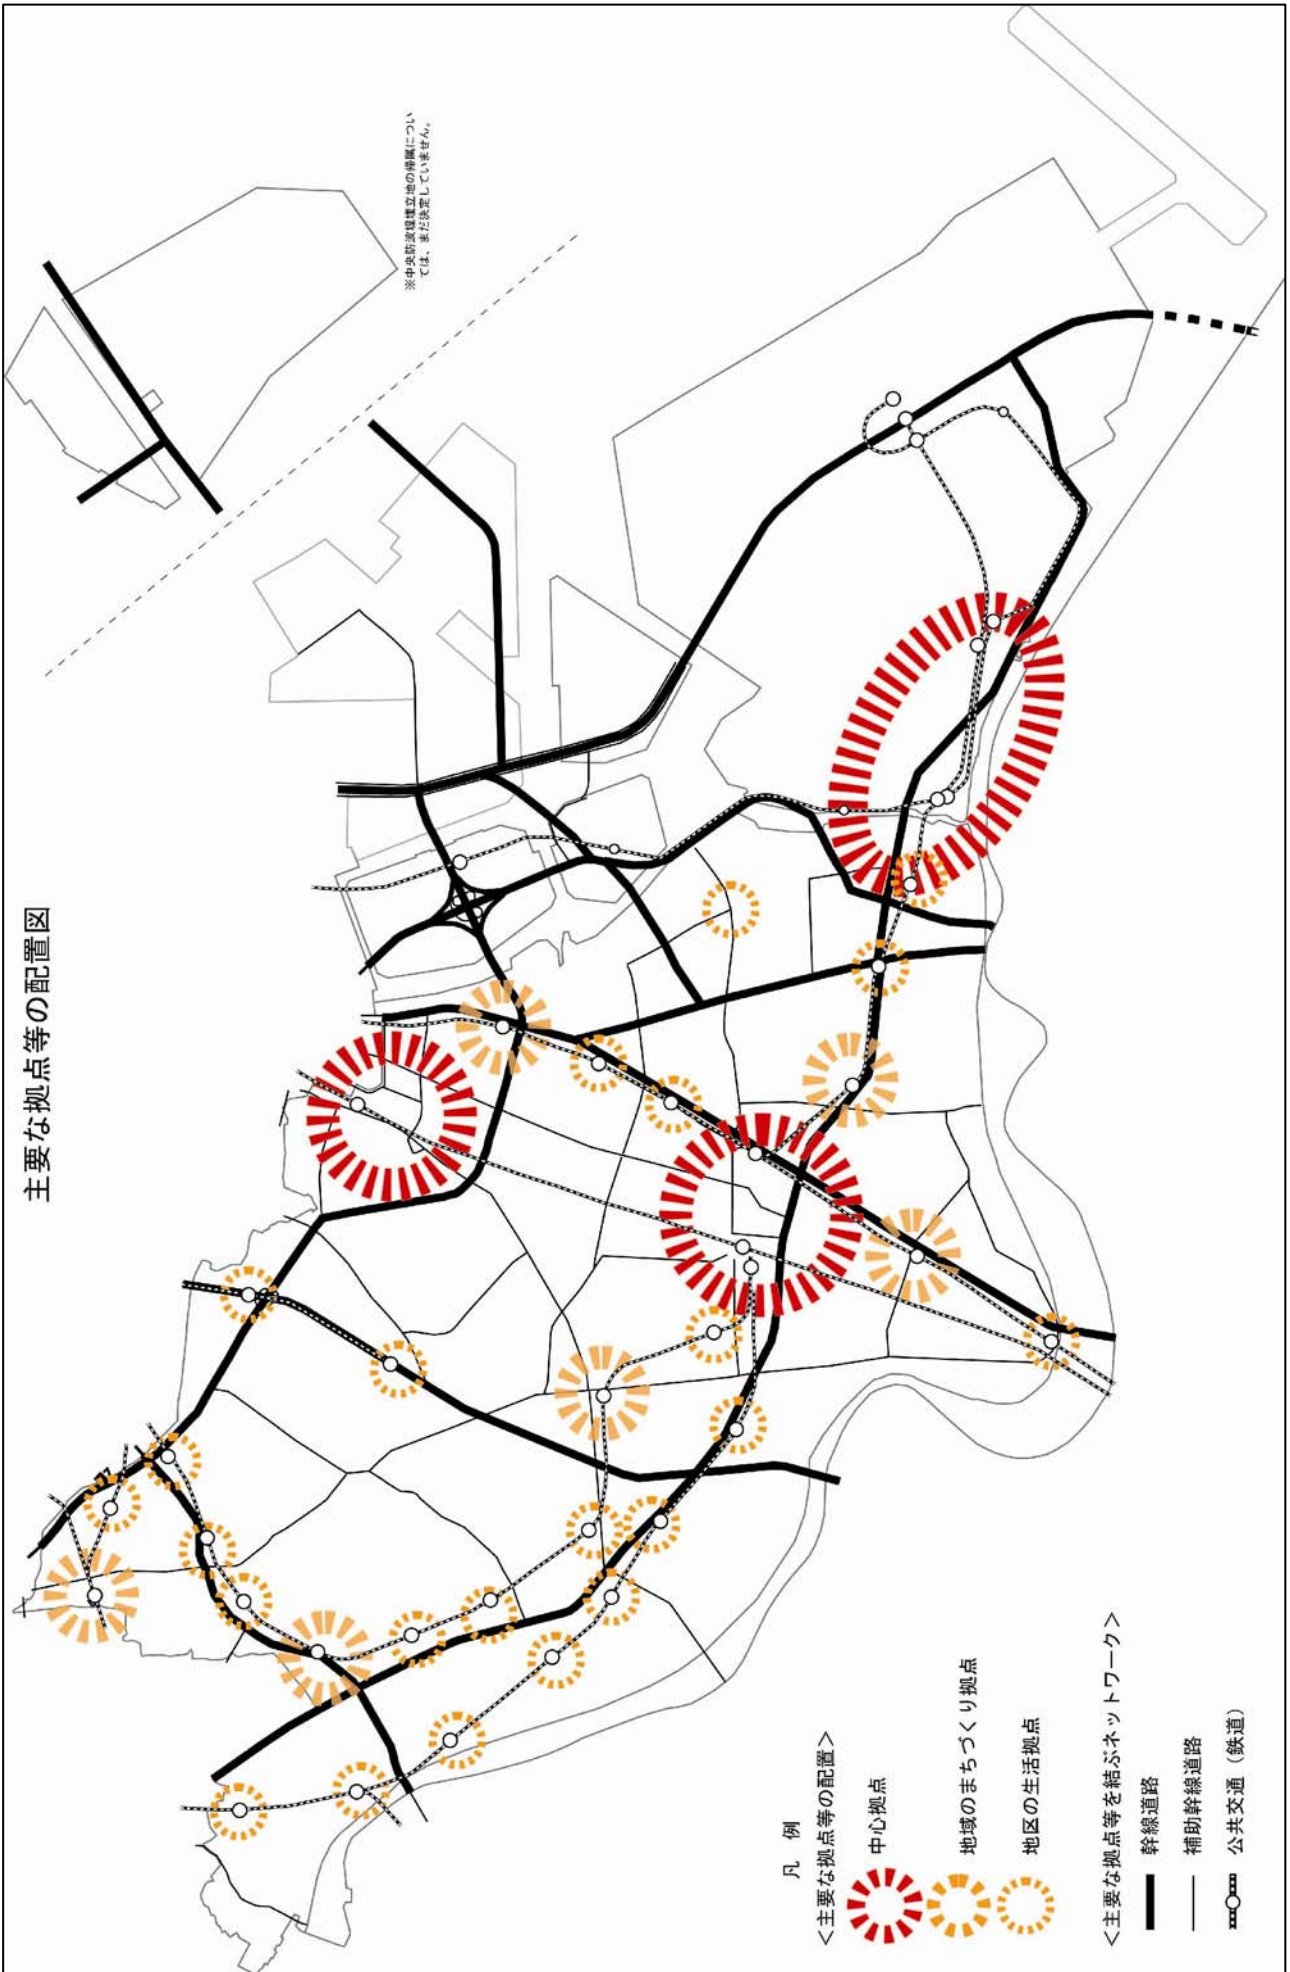 主要な拠点等の配置図
※中央防波堤埋立地の帰属につい
ては、まだ決定していません。
凡 例
＜主要な拠点等の配置＞
中心拠点
地域のまちづくり拠点
地区の生活拠点
＜主要な拠点等を結ぶネットワーク＞
幹線道路
補助幹線道路
公共交通（鉄道）